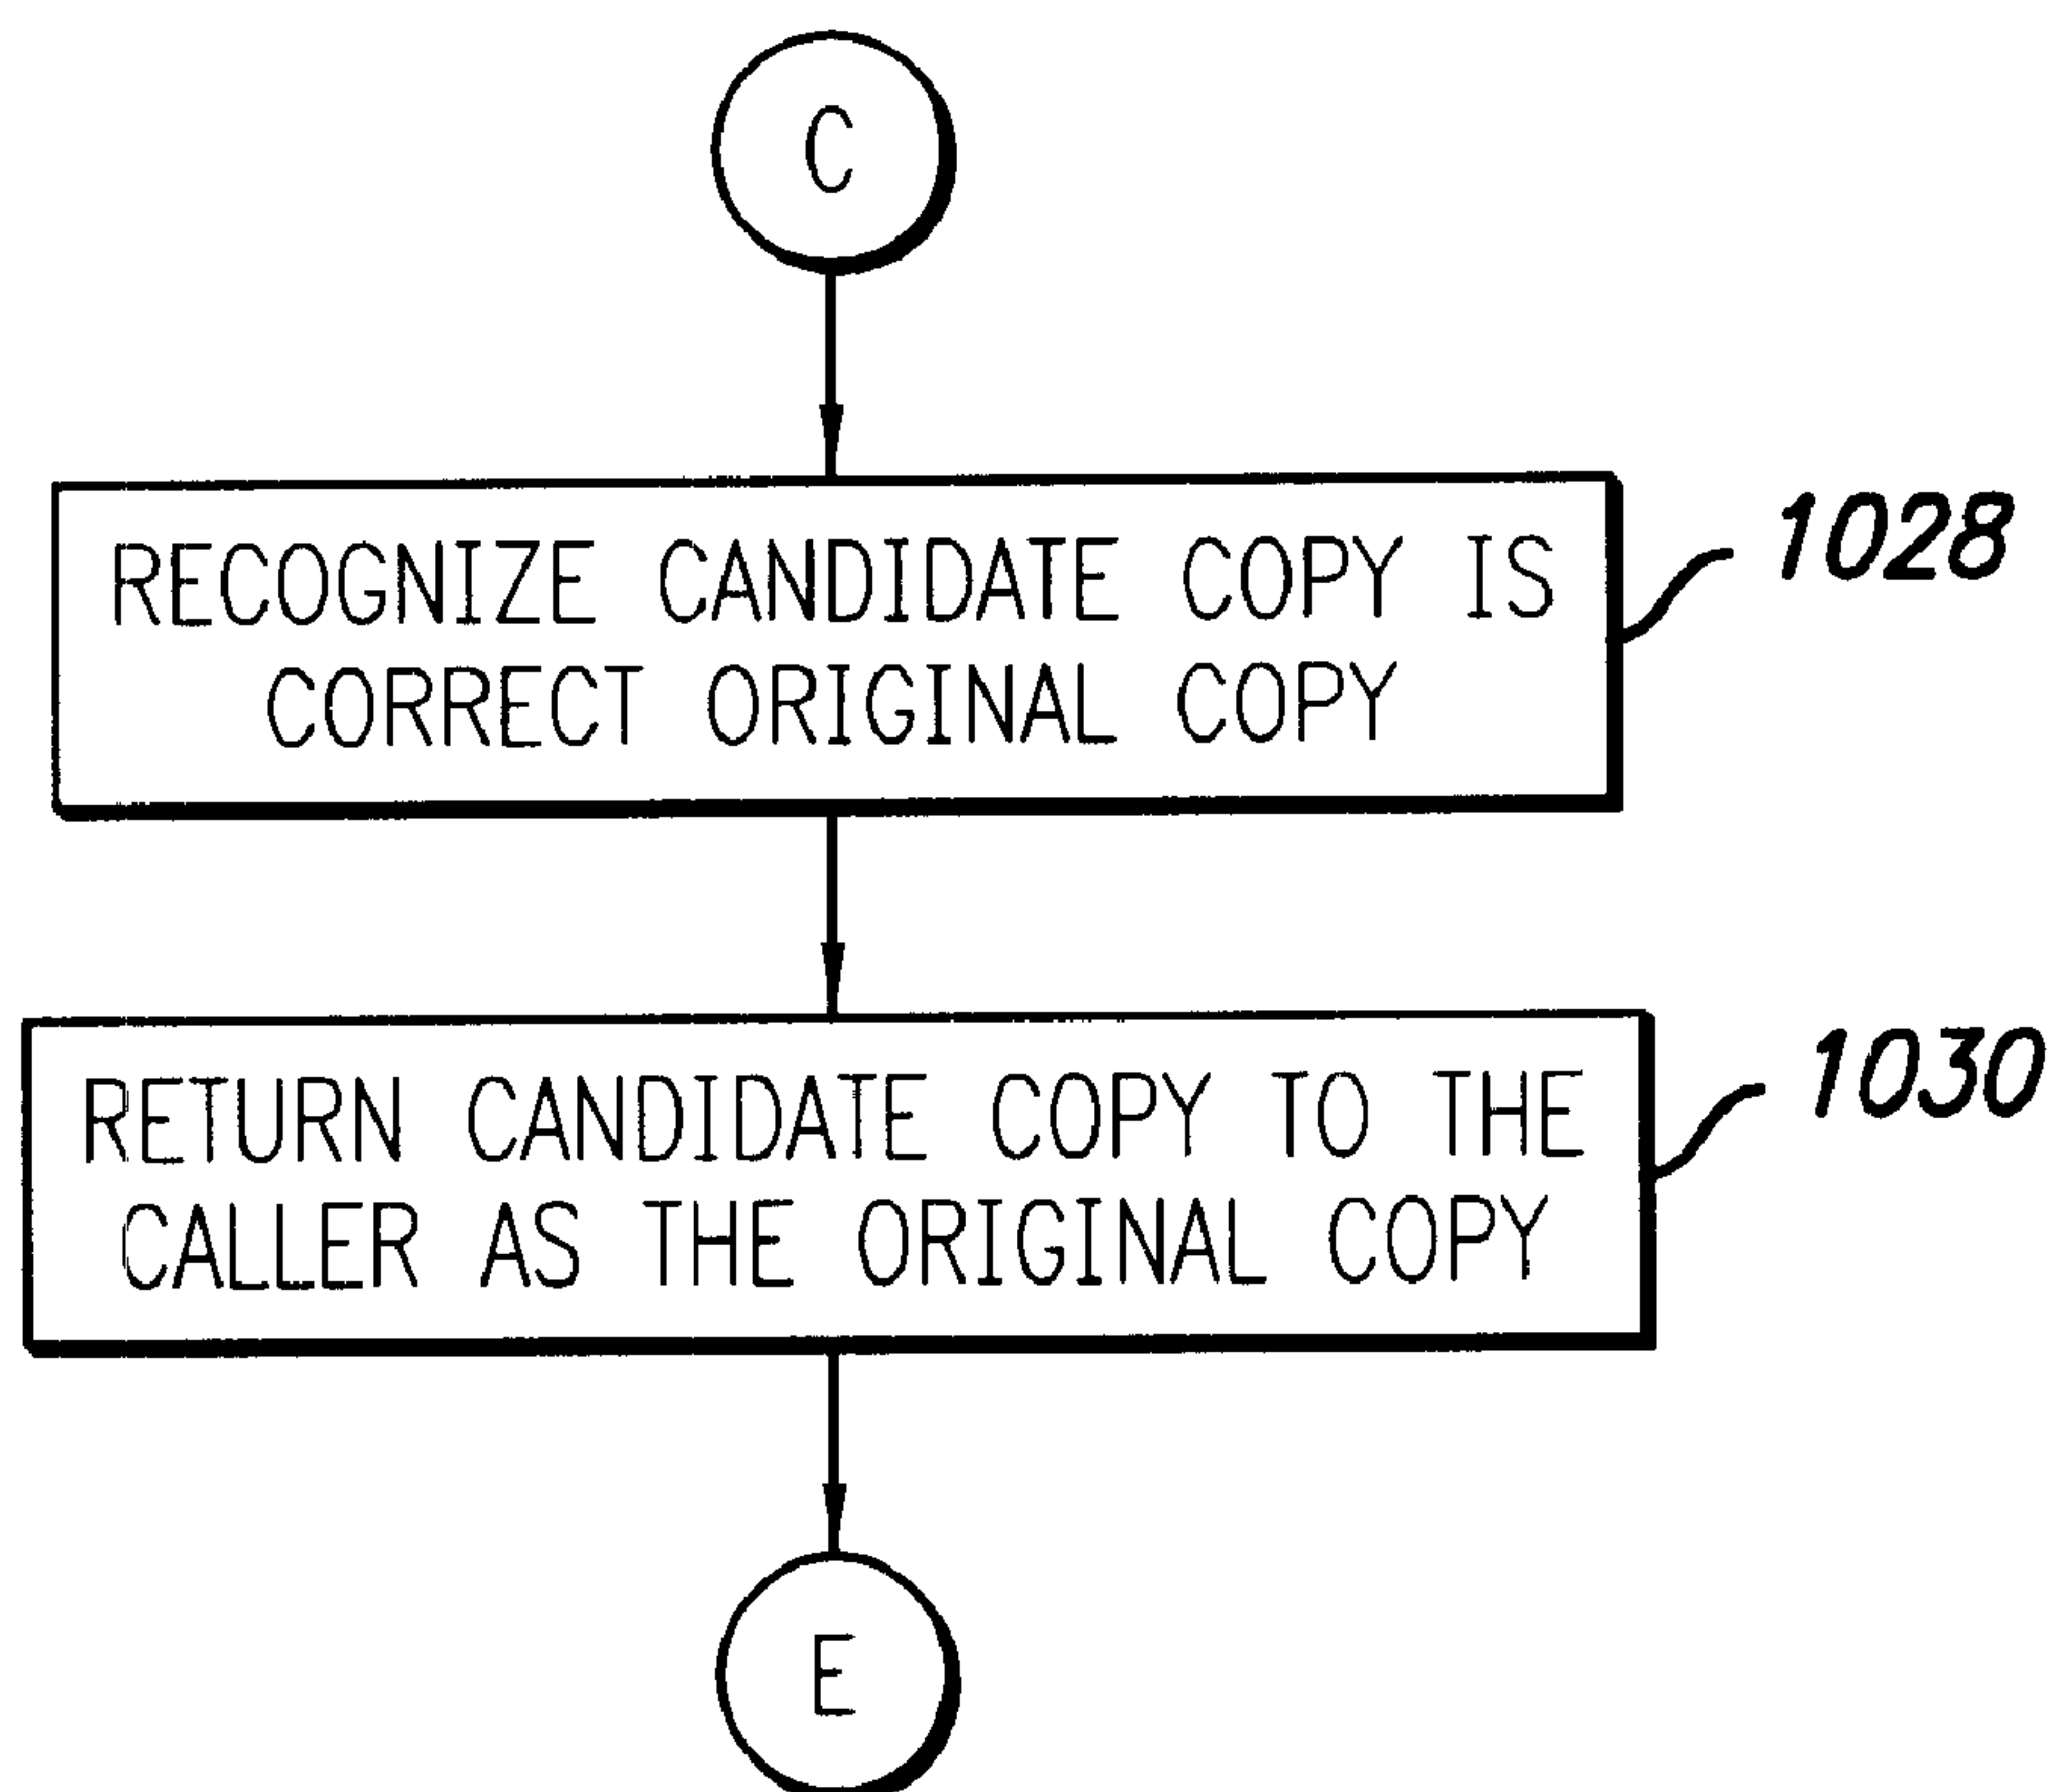 C
RECOGNIZE CANDIDATE COPY IS
CORRECT ORIGINAL COPY
1028
RETURN CANDIDATE COPY TO THE
CALLER AS THE ORIGINAL COPY
1030
E